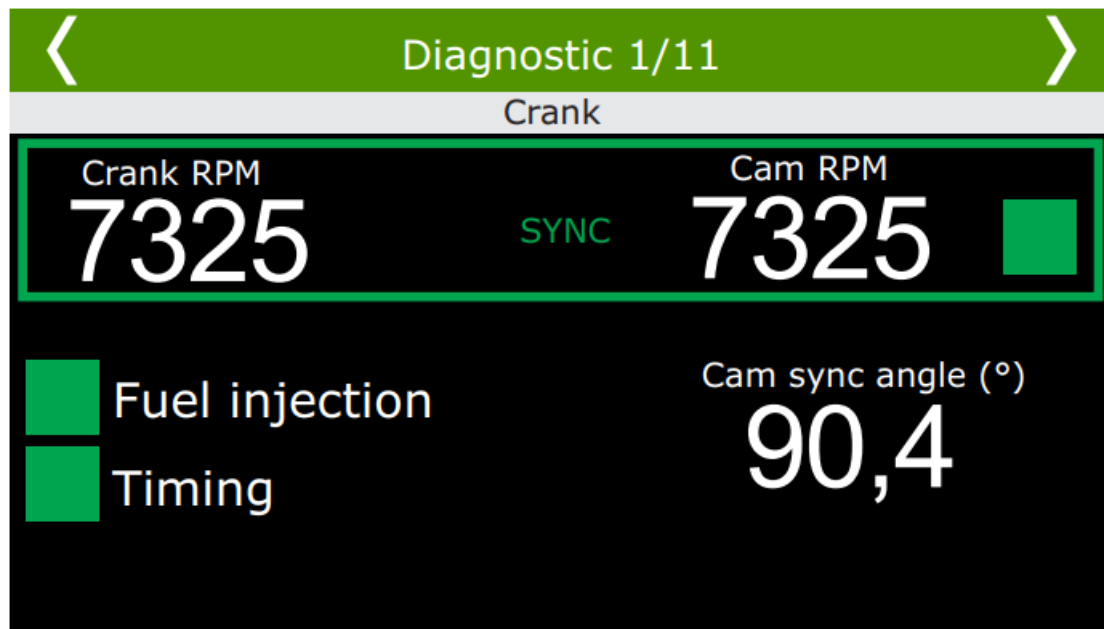 Diagnostic 1/11
Crank
Crank RPM
7325
SYNC
Cam RPM
7325
Fuel injection
Timing
Cam sync angle (°)
90,4